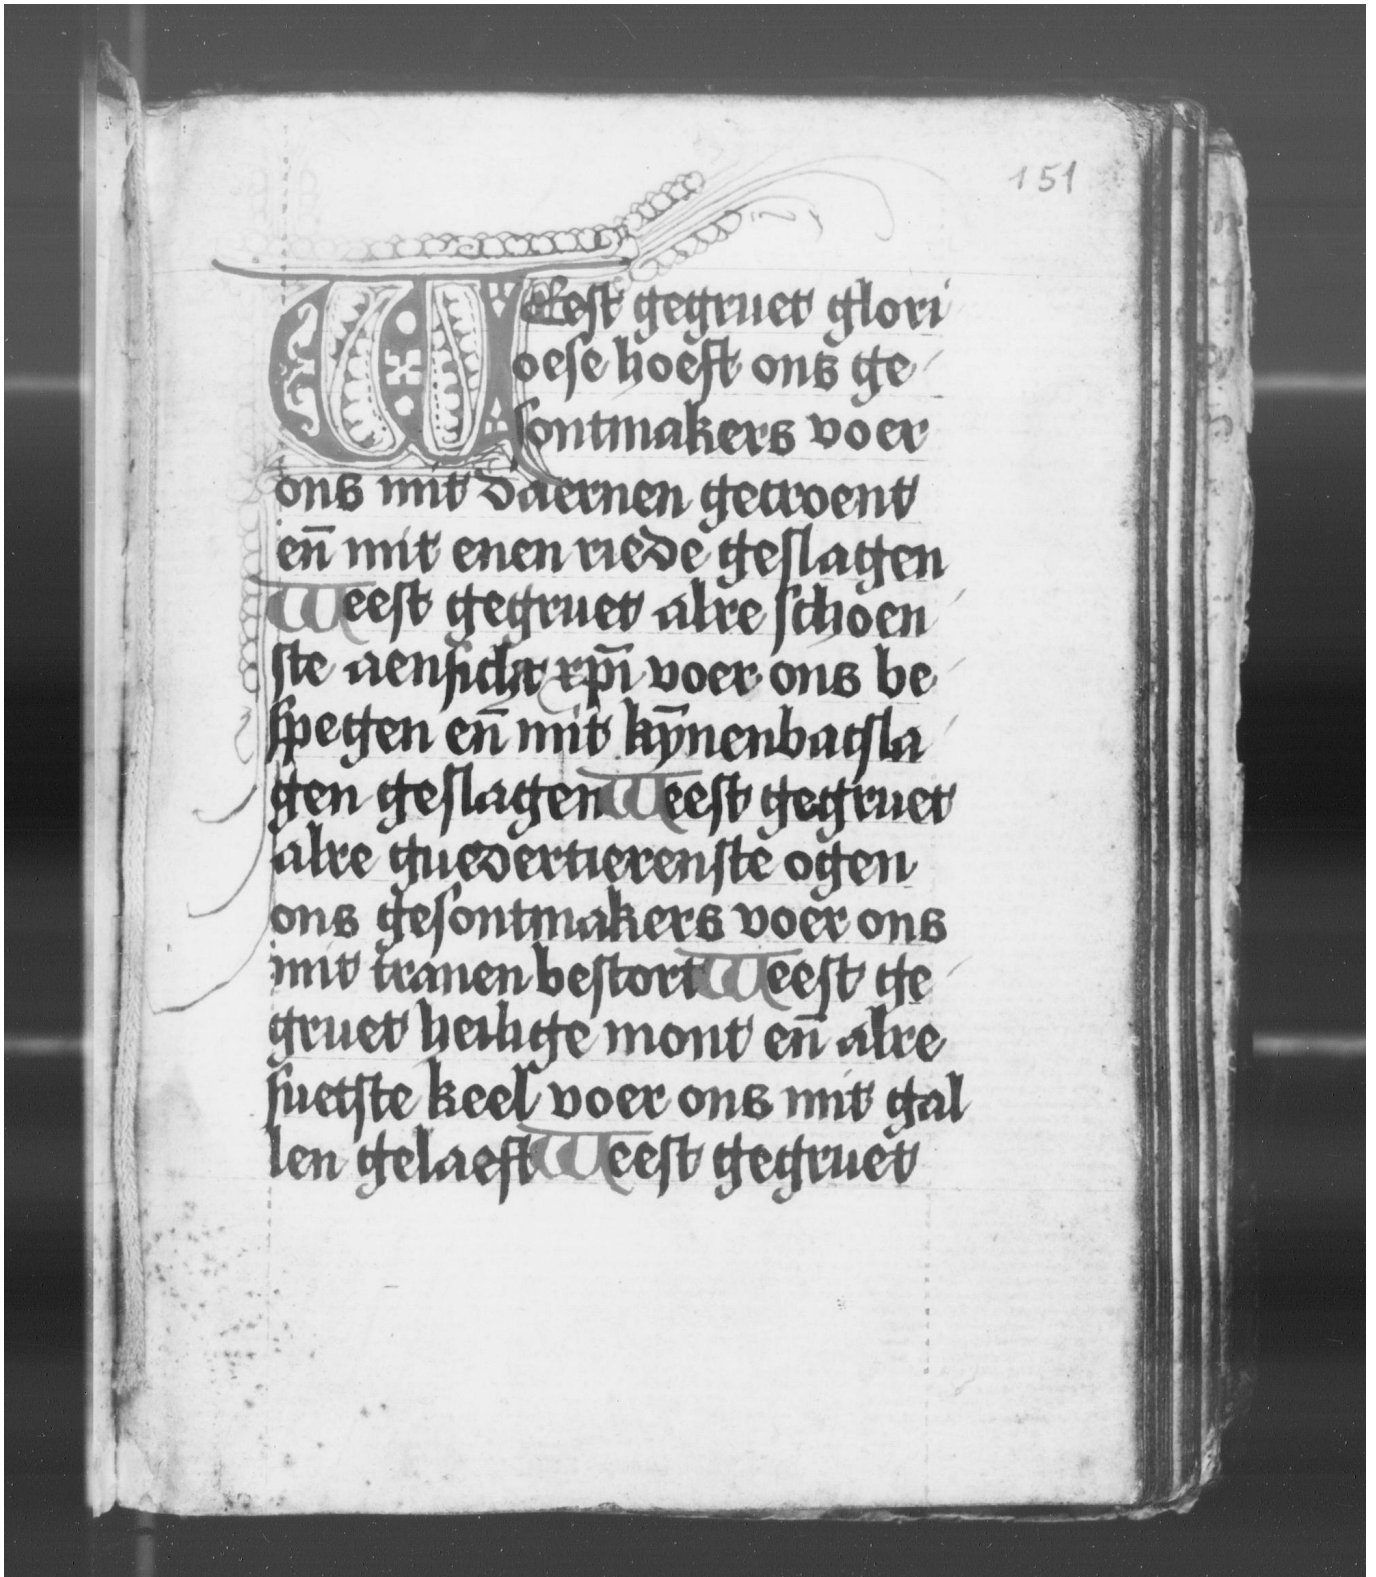 151
WEest gegruet glori
oese hoeft ons ge
sontmakers voer
ons mit daernen gecroent
en̄ mit enen riede geslagen
Weest gegruet alre schoen
ste aensicht xp̄i voer ons be
spegen en̄ mit kȳnenbacsla
gen geslagen Weest gegruet
alre guedertierenste ogen
ons gesontmakers voer ons
mit tranen bestort Weest ge
gruet heilige mont en̄ alre
suetste keel voer ons mit gal
len gelaeft Weest gegruet